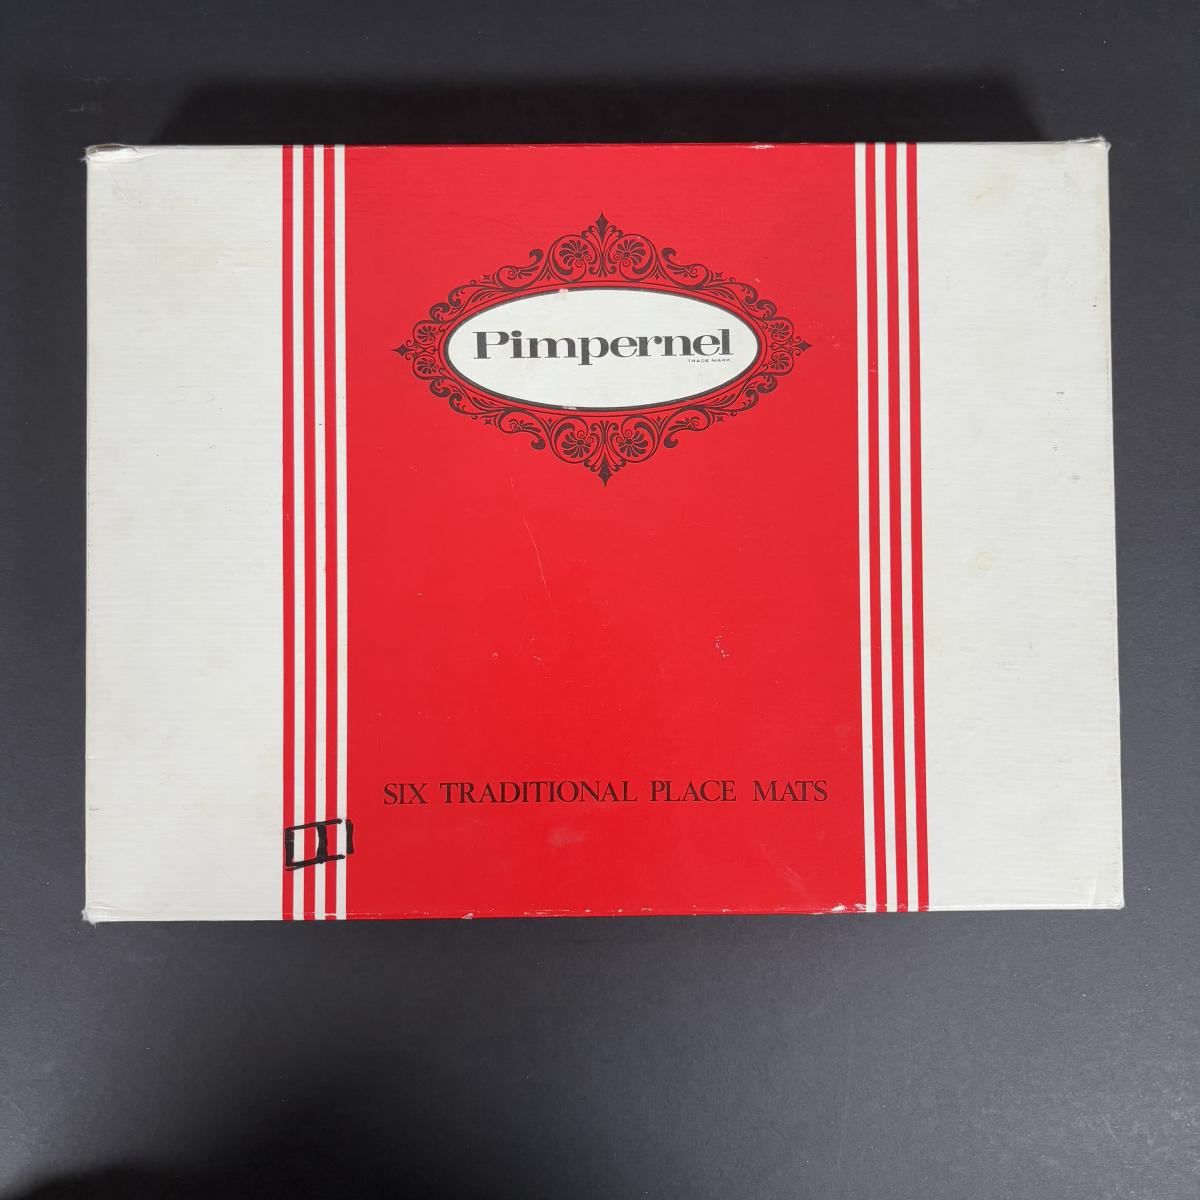 Pimpernel
TRADE MARK
SIX TRADITIONAL PLACE MATS